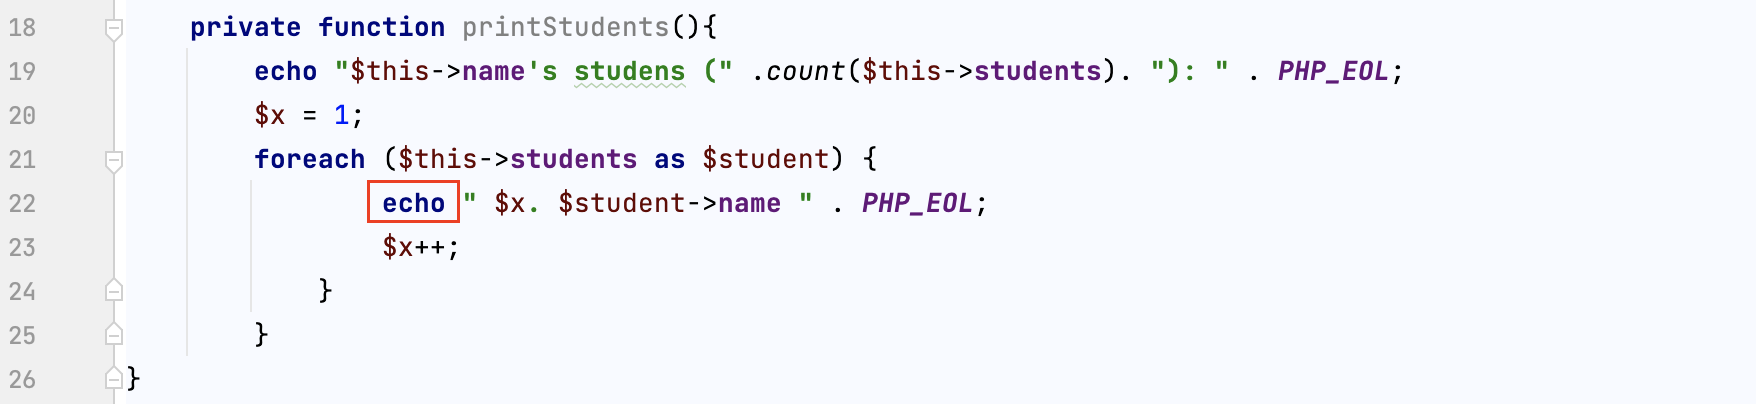 18 private function printStudents(){
19 echo "$this->name's studens (" .count($this->students). "): " . PHP_EOL;
20 $x = 1;
21 foreach ($this->students as $student) {
22 echo " $x. $student->name " . PHP_EOL;
23 $x++;
24 }
25 }
26 }